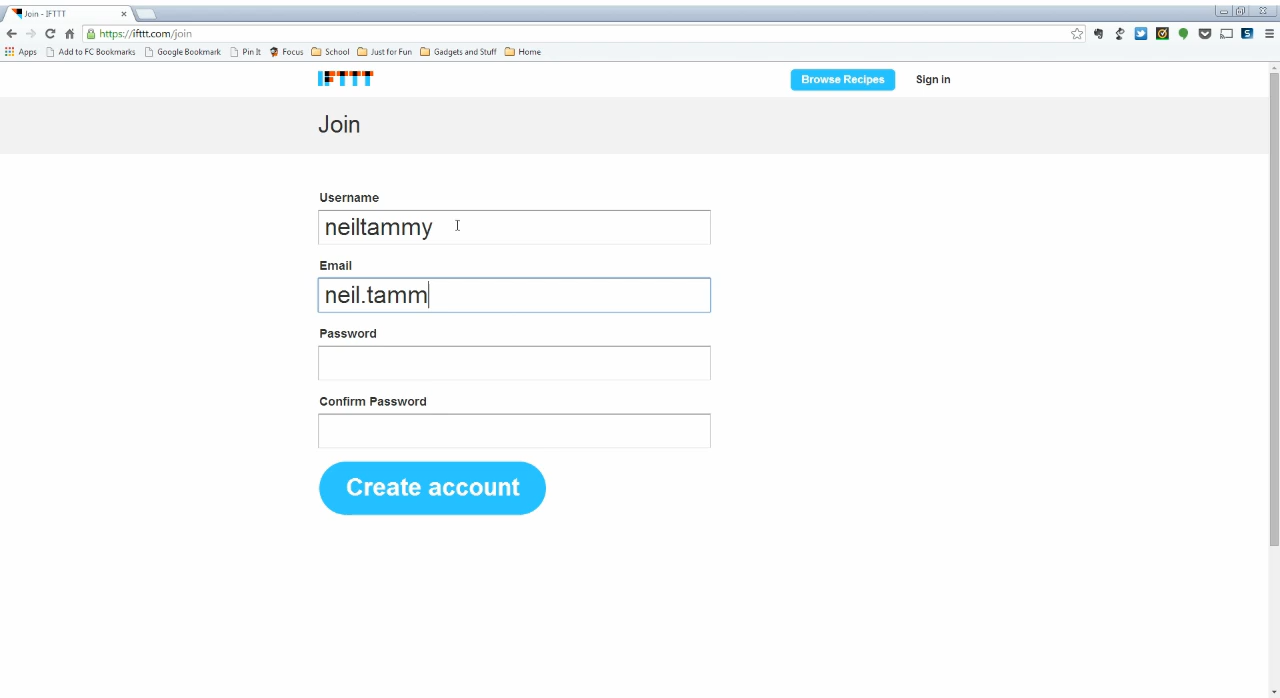 Join - IFTTT
https://ifttt.com/join
Apps Add to FC Bookmarks Google Bookmark Pin It Focus School Just for Fun Gadgets and Stuff Home
IFTTT Browse Recipes Sign in
Join
Username
neiltammy
Email
neil.tamm
Password
Confirm Password
Create account